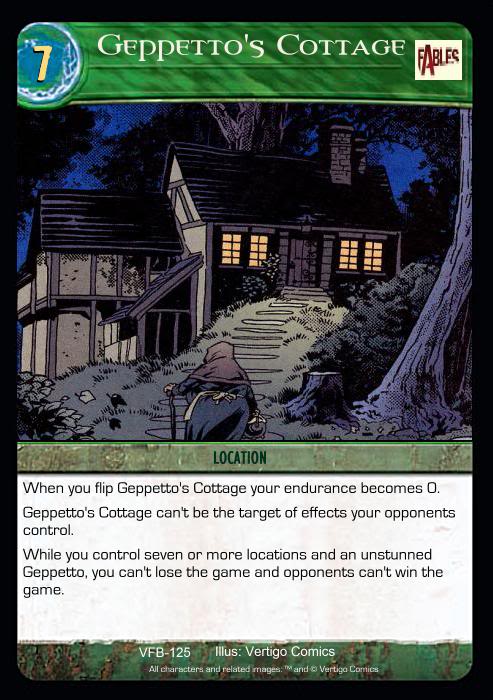 7
Geppetto's Cottage
FABLES
LOCATION
When you flip Geppetto's Cottage your endurance becomes 0.
Geppetto's Cottage can't be the target of effects your opponents
control.
While you control seven or more locations and an unstunned
Geppetto, you can't lose the game and opponents can't win the
game.
VFB-125 Illus: Vertigo Comics
All characters and related images: ™ and © Vertigo Comics